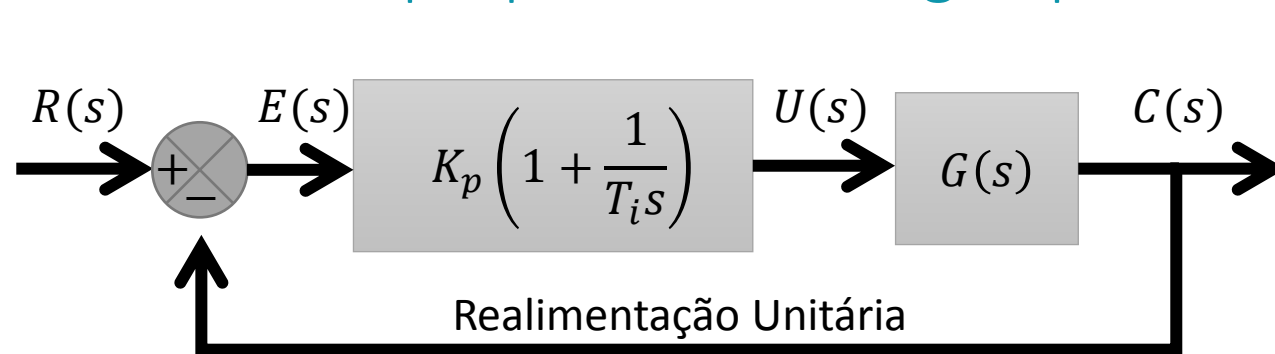 R(s) E(s) K_p(1 + 1/(T_i s)) U(s) G(s) C(s)
+
−
Realimentação Unitária